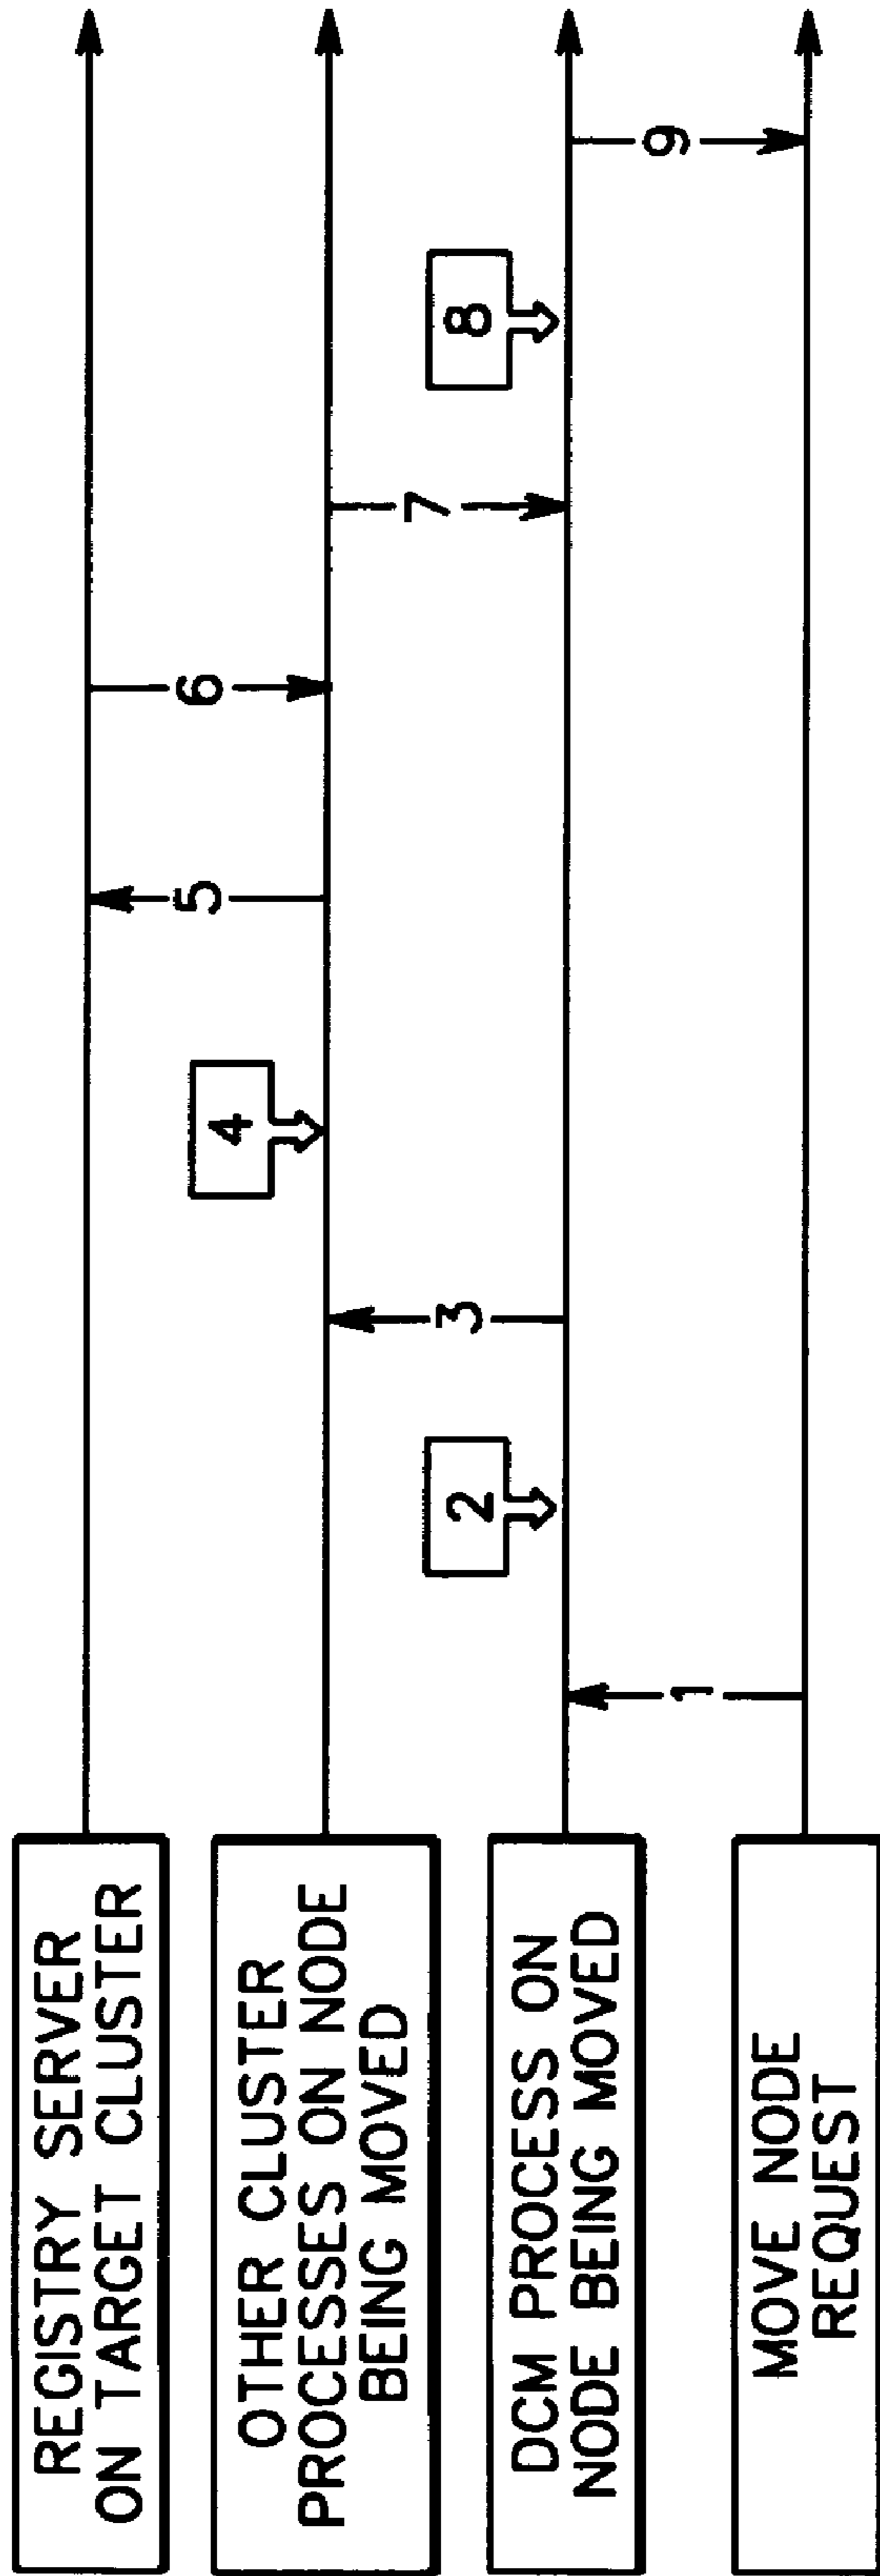 REGISTRY SERVER
ON TARGET CLUSTER
OTHER CLUSTER
PROCESSES ON NODE
BEING MOVED
DCM PROCESS ON
NODE BEING MOVED
MOVE NODE
REQUEST
1
2
3
4
5
6
7
8
9